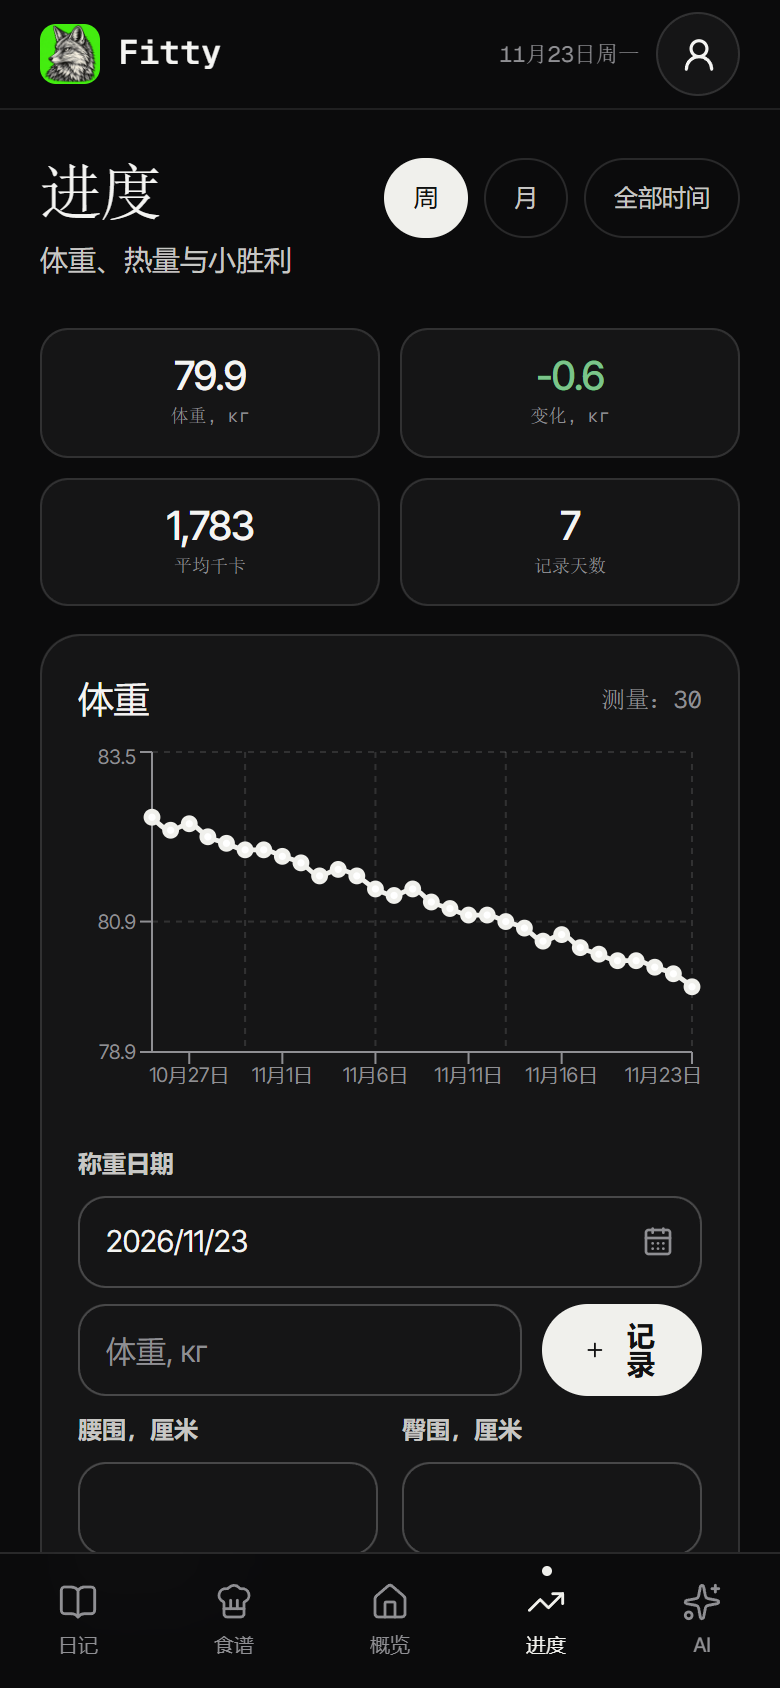 Fitty
11月23日周一
进度
周
月
全部时间
体重、热量与小胜利
79.9
体重, кг
-0.6
变化, кг
1,783
平均千卡
7
记录天数
体重
测量: 30
83.5
80.9
78.9
10月27日
11月1日
11月6日
11月11日
11月16日
11月23日
称重日期
2026/11/23
体重, кг
+ 记
录
腰围，厘米
臀围，厘米
日记
食谱
概览
进度
AI